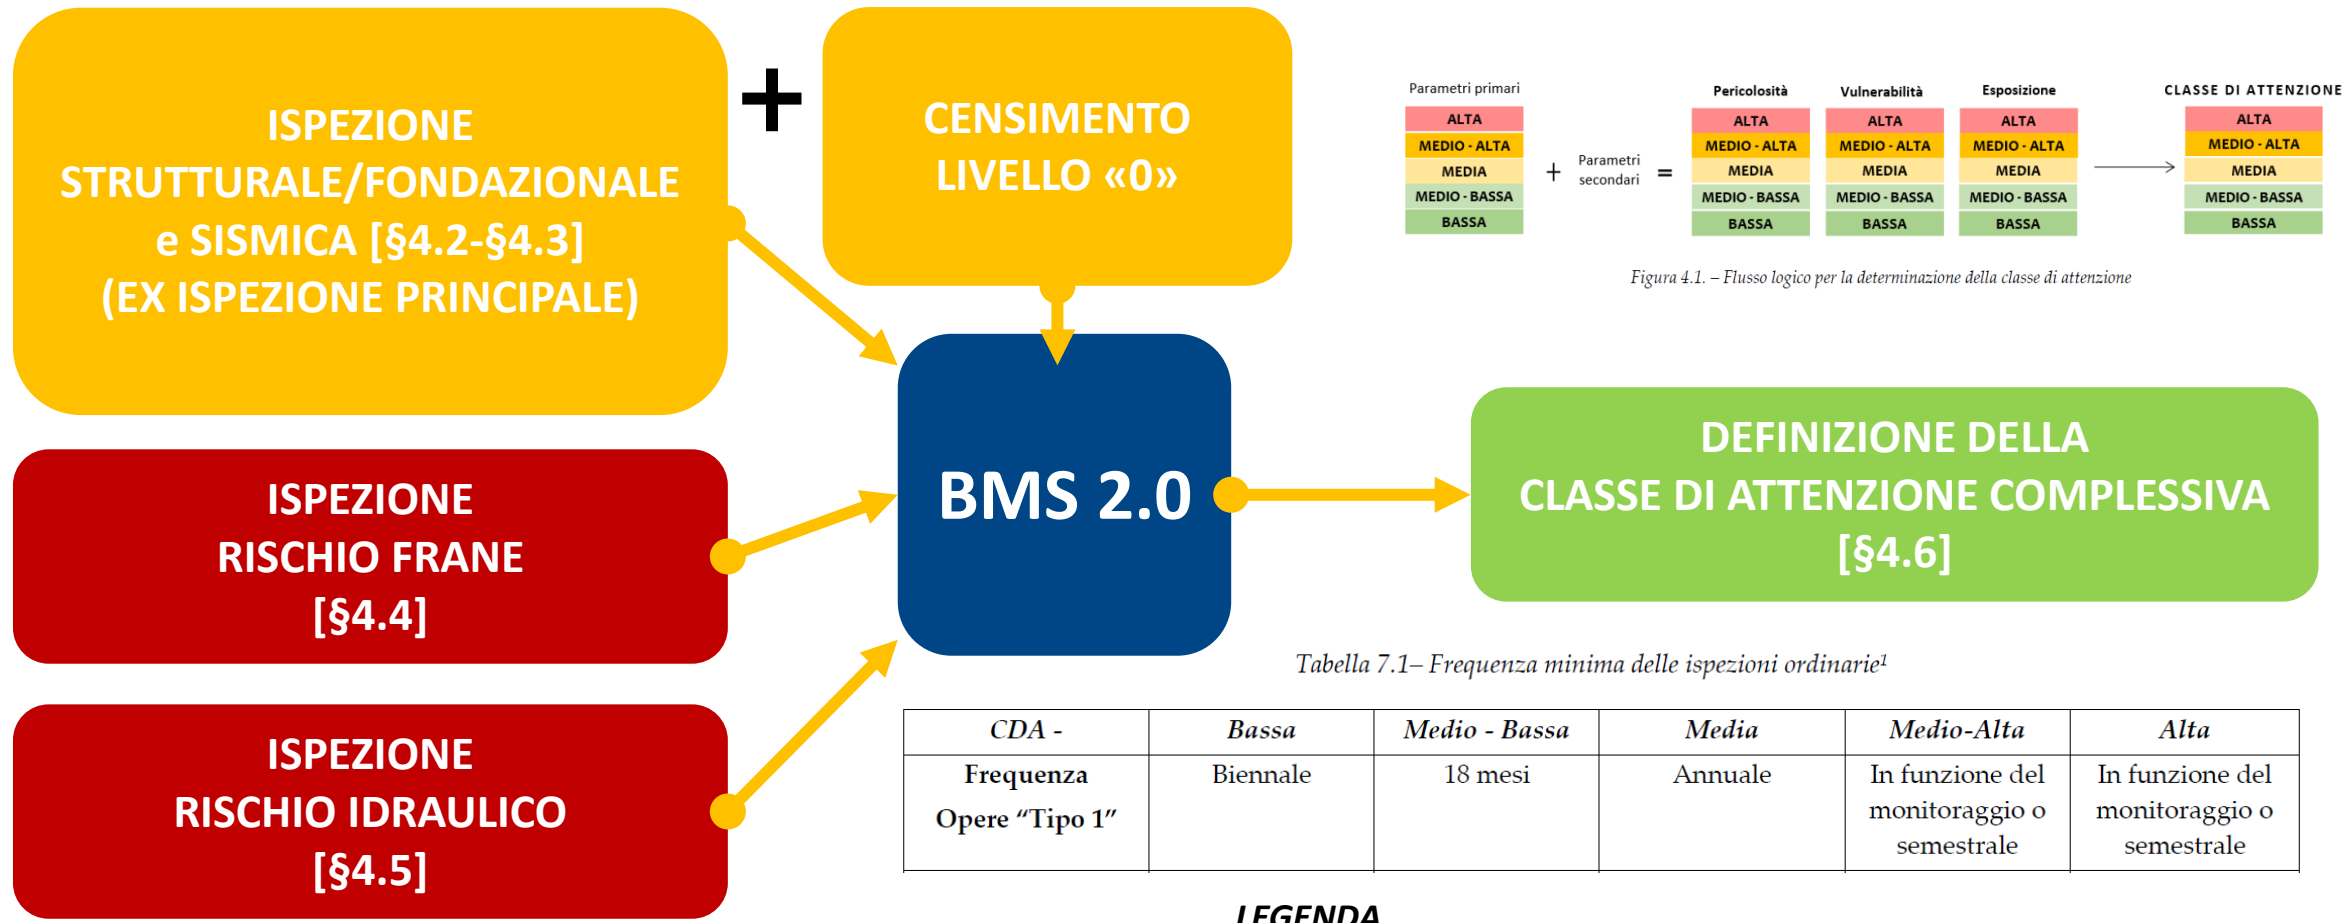 ISPEZIONE
STRUTTURALE/FONDAZIONALE
e SISMICA [§4.2-§4.3]
(EX ISPEZIONE PRINCIPALE)
+
CENSIMENTO
LIVELLO «0»
Parametri primari
ALTA
MEDIO - ALTA
MEDIA
MEDIO - BASSA
BASSA
+
Parametri
secondari
=
Pericolosità
ALTA
MEDIO - ALTA
MEDIA
MEDIO - BASSA
BASSA
Vulnerabilità
ALTA
MEDIO - ALTA
MEDIA
MEDIO - BASSA
BASSA
Esposizione
ALTA
MEDIO - ALTA
MEDIA
MEDIO - BASSA
BASSA
CLASSE DI ATTENZIONE
ALTA
MEDIO - ALTA
MEDIA
MEDIO - BASSA
BASSA
Figura 4.1. – Flusso logico per la determinazione della classe di attenzione
ISPEZIONE
RISCHIO FRANE
[§4.4]
BMS 2.0
DEFINIZIONE DELLA
CLASSE DI ATTENZIONE COMPLESSIVA
[§4.6]
ISPEZIONE
RISCHIO IDRAULICO
[§4.5]
Tabella 7.1– Frequenza minima delle ispezioni ordinarie¹
CDA - Bassa Medio - Bassa Media Medio-Alta Alta
Frequenza
Opere “Tipo 1”
Biennale
18 mesi
Annuale
In funzione del
monitoraggio o
semestrale
In funzione del
monitoraggio o
semestrale
LEGENDA